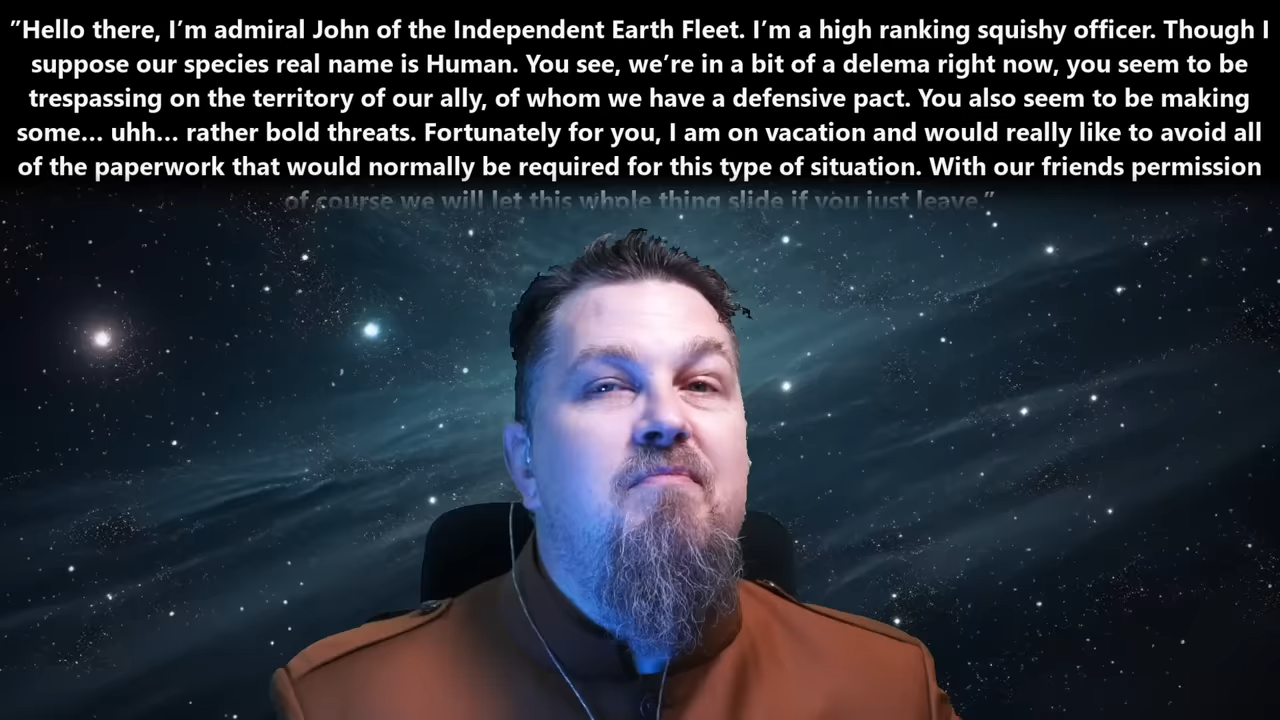 ”Hello there, I’m admiral John of the Independent Earth Fleet. I’m a high ranking squishy officer. Though I
suppose our species real name is Human. You see, we’re in a bit of a delema right now, you seem to be
trespassing on the territory of our ally, of whom we have a defensive pact. You also seem to be making
some... uhh... rather bold threats. Fortunately for you, I am on vacation and would really like to avoid all
of the paperwork that would normally be required for this type of situation. With our friends permission
of course we will let this whole thing slide if you just leave.”